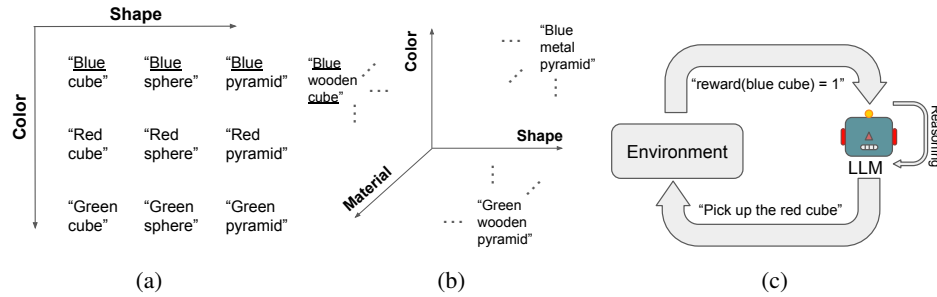 Shape
Color
“Blue cube” “Blue sphere” “Blue pyramid”
“Red cube” “Red sphere” “Red pyramid”
“Green cube” “Green sphere” “Green pyramid”
(a)
Color
Shape
Material
“Blue
wooden
cube”
“Blue
metal
pyramid”
“Green
wooden
pyramid”
(b)
“reward(blue cube) = 1”
Environment
LLM
Reasoning
“Pick up the red cube”
(c)